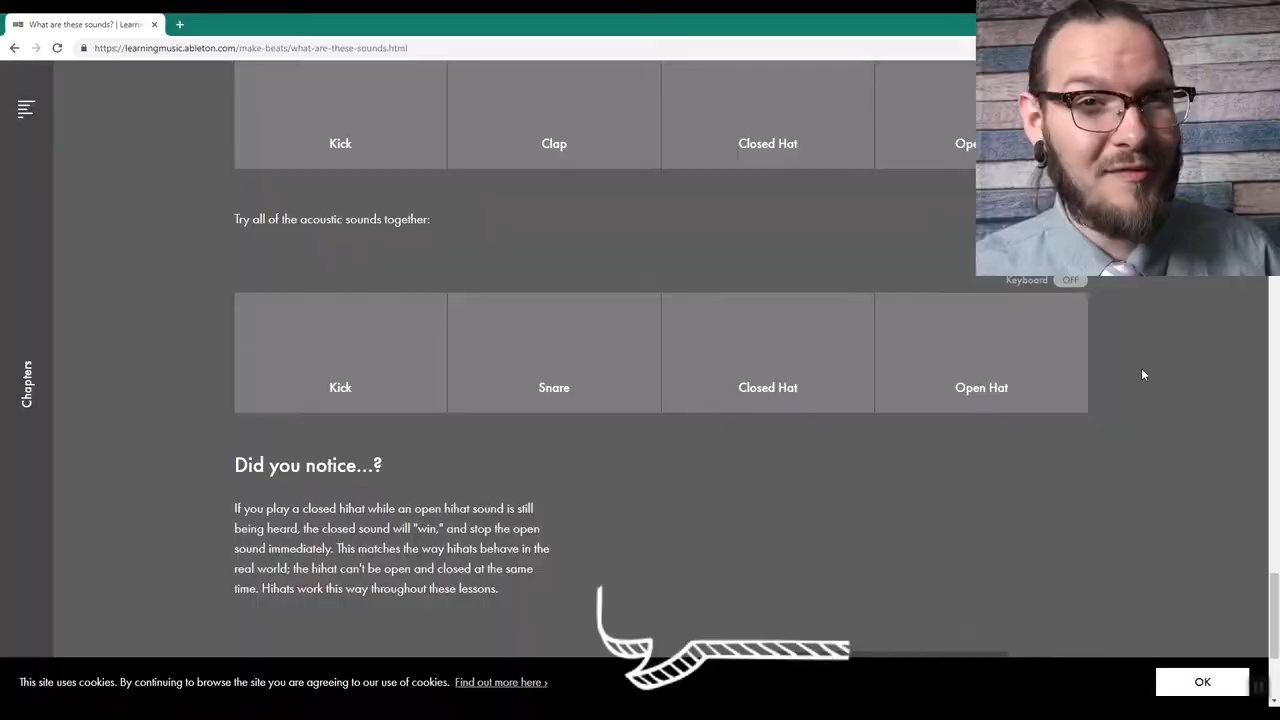 What are these sounds? | Learn
https://learningmusic.ableton.com/make-beats/what-are-these-sounds.html
Kick
Clap
Closed Hat
Ope
Try all of the acoustic sounds together:
Keyboard OFF
Chapters
Kick
Snare
Closed Hat
Open Hat
Did you notice...?
If you play a closed hihat while an open hihat sound is still
being heard, the closed sound will "win," and stop the open
sound immediately. This matches the way hihats behave in the
real world; the hihat can't be open and closed at the same
time. Hihats work this way throughout these lessons.
This site uses cookies. By continuing to browse the site you are agreeing to our use of cookies. Find out more here ›
OK